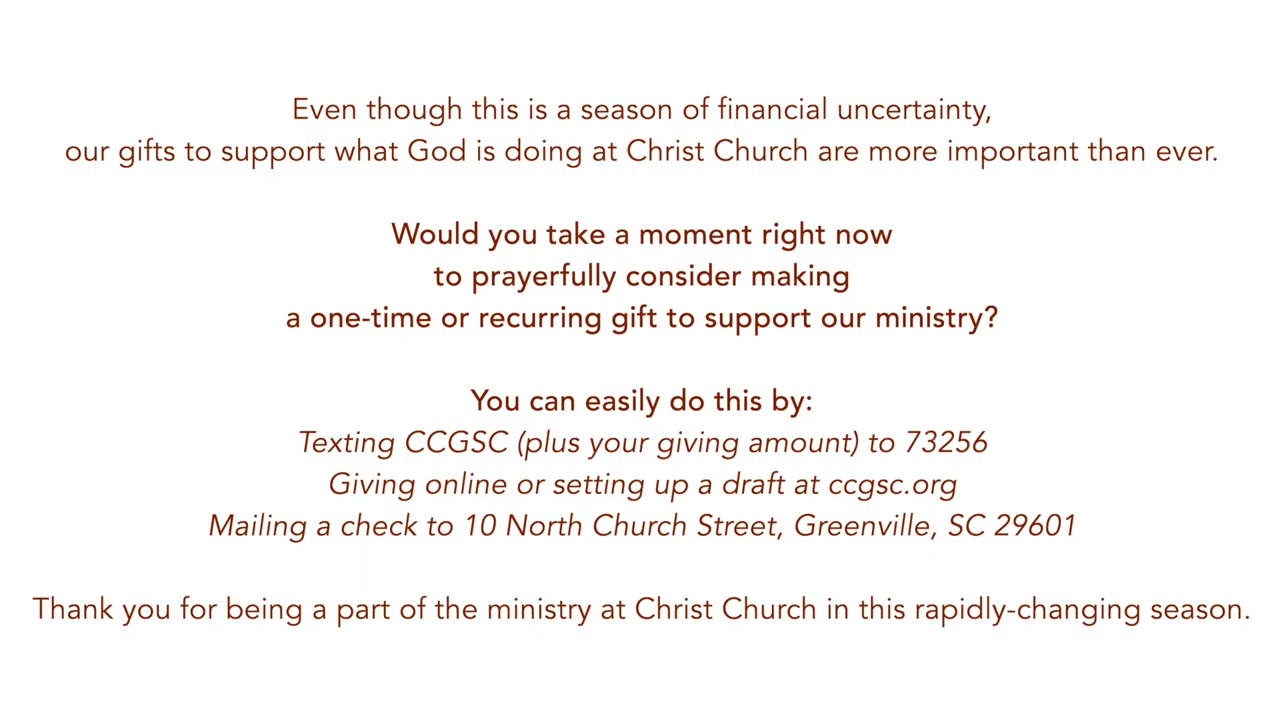 Even though this is a season of financial uncertainty,
our gifts to support what God is doing at Christ Church are more important than ever.
Would you take a moment right now
to prayerfully consider making
a one-time or recurring gift to support our ministry?
You can easily do this by:
Texting CCGSC (plus your giving amount) to 73256
Giving online or setting up a draft at ccgsc.org
Mailing a check to 10 North Church Street, Greenville, SC 29601
Thank you for being a part of the ministry at Christ Church in this rapidly-changing season.